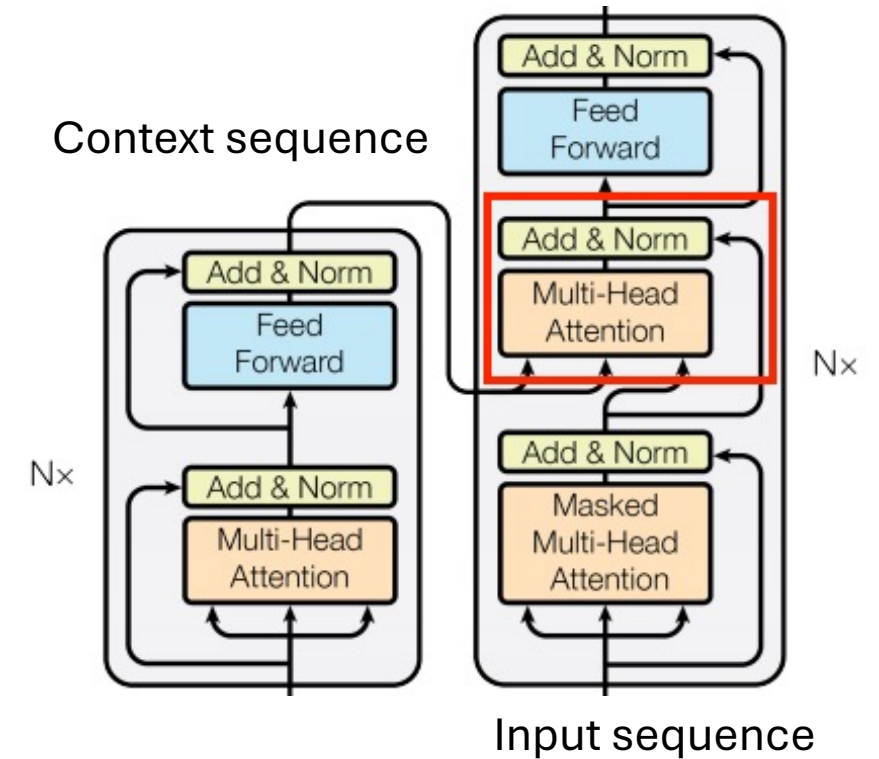 Context sequence
Nx
Add & Norm
Feed
Forward
Add & Norm
Multi-Head
Attention
Add & Norm
Feed
Forward
Add & Norm
Multi-Head
Attention
Add & Norm
Masked
Multi-Head
Attention
N×
Input sequence